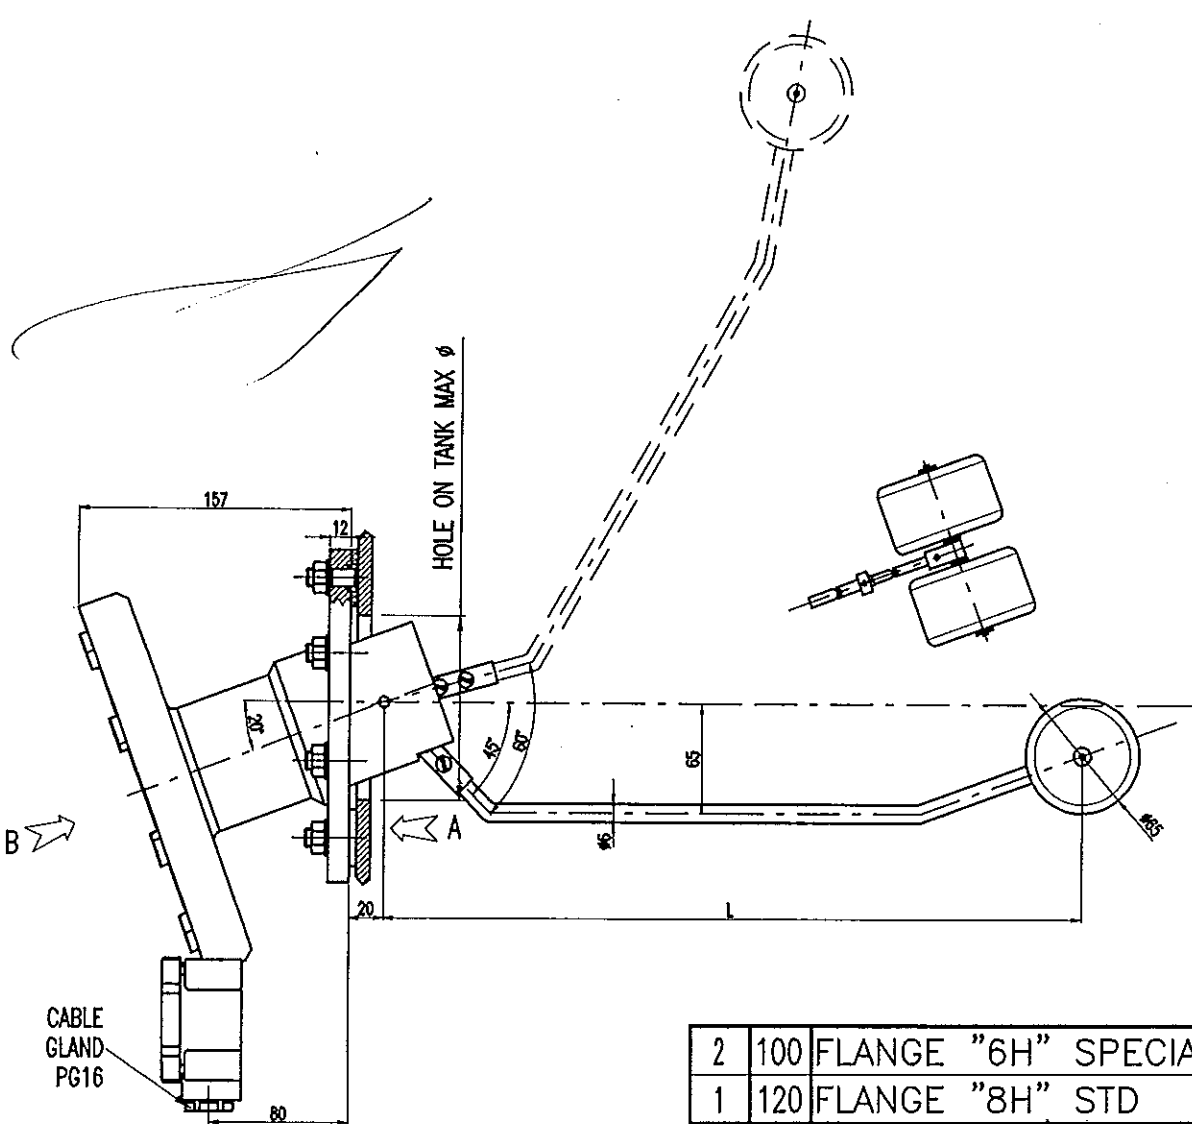 157
12
HOLE ON TANK MAX ø
20°
45°
60°
65
B
A
ø6
ø65
20
L
CABLE
GLAND
PG16
80
2 100 FLANGE "6H" SPECIA
1 120 FLANGE "8H" STD